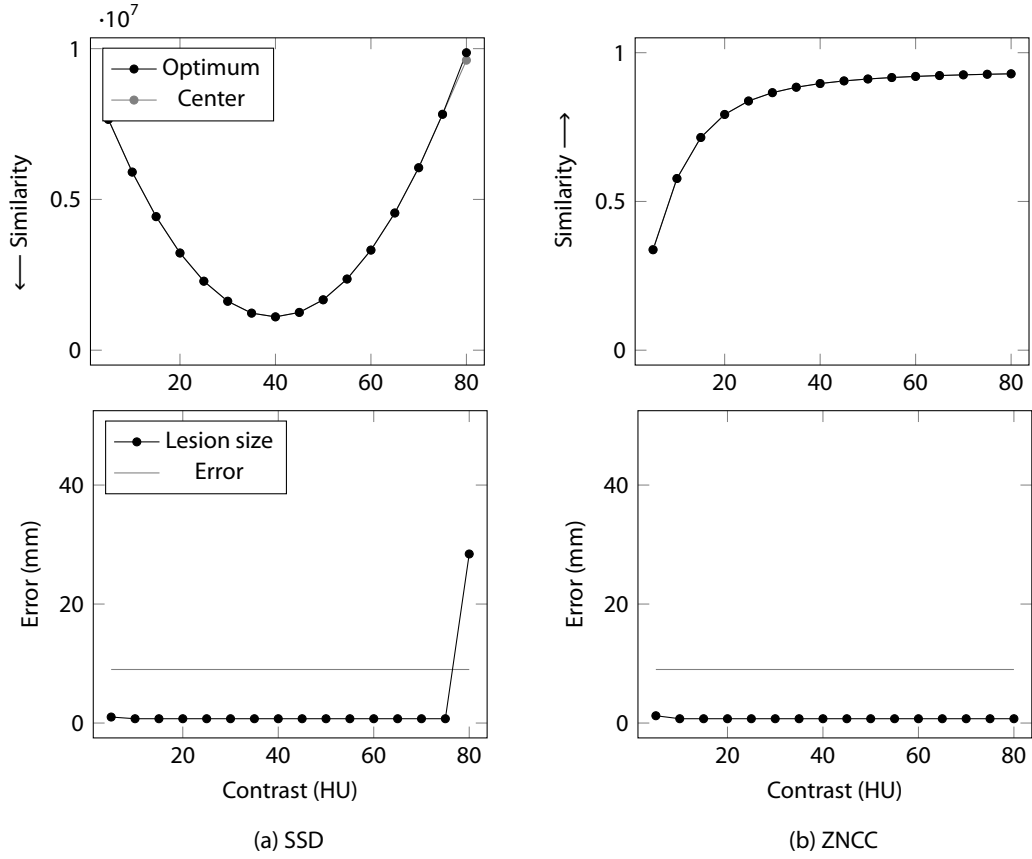 ·10⁷
1
0.5
0
← Similarity
Optimum
Center
20 40 60 80
1
0.5
0
Similarity →
20 40 60 80
40
20
0
Error (mm)
Lesion size
Error
20 40 60 80
Contrast (HU)
(a) SSD
40
20
0
Error (mm)
20 40 60 80
Contrast (HU)
(b) ZNCC